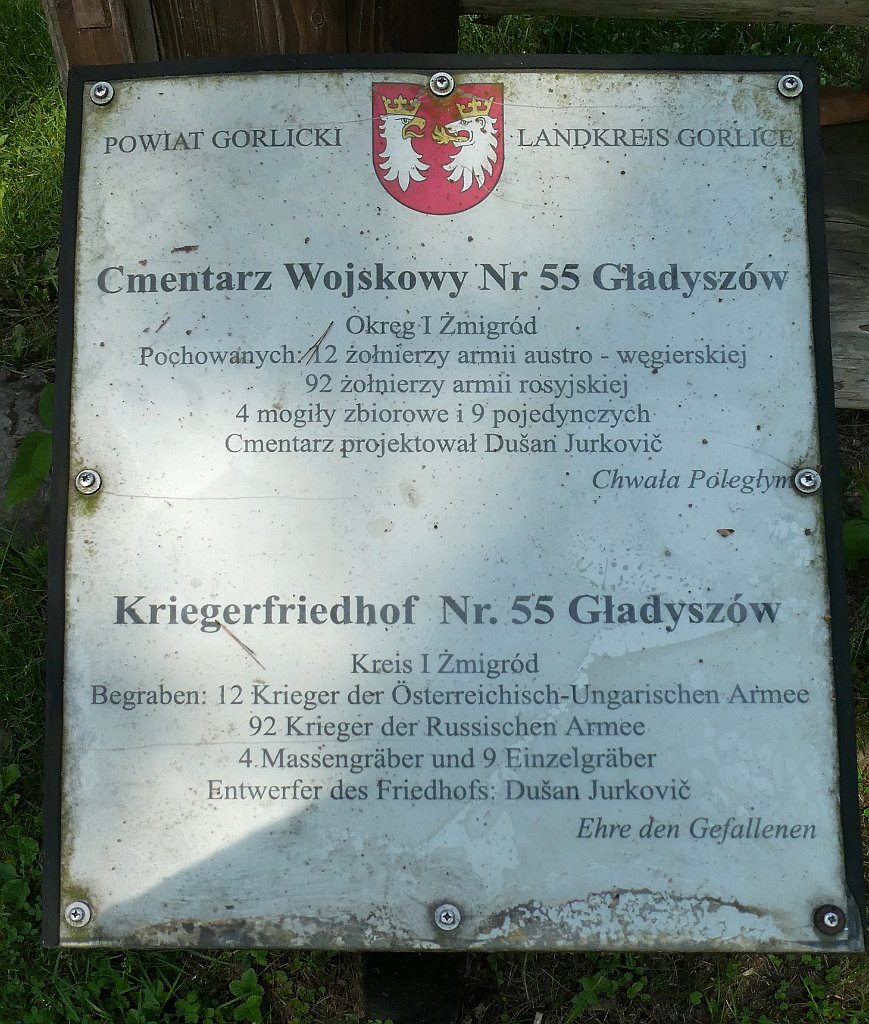 POWIAT GORLICKI LANDKREIS GORLICE
Cmentarz Wojskowy Nr 55 Gładyszów
Okręg I Żmigród
Pochowanych: 12 żołnierzy armii austro - węgierskiej
92 żołnierzy armii rosyjskiej
4 mogiły zbiorowe i 9 pojedynczych
Cmentarz projektował Dušan Jurkovič
Chwała Poległym
Kriegerfriedhof Nr. 55 Gładyszów
Kreis I Żmigród
Begraben: 12 Krieger der Österreichisch-Ungarischen Armee
92 Krieger der Russischen Armee
4 Massengräber und 9 Einzelgräber
Entwerfer des Friedhofs: Dušan Jurkovič
Ehre den Gefallenen